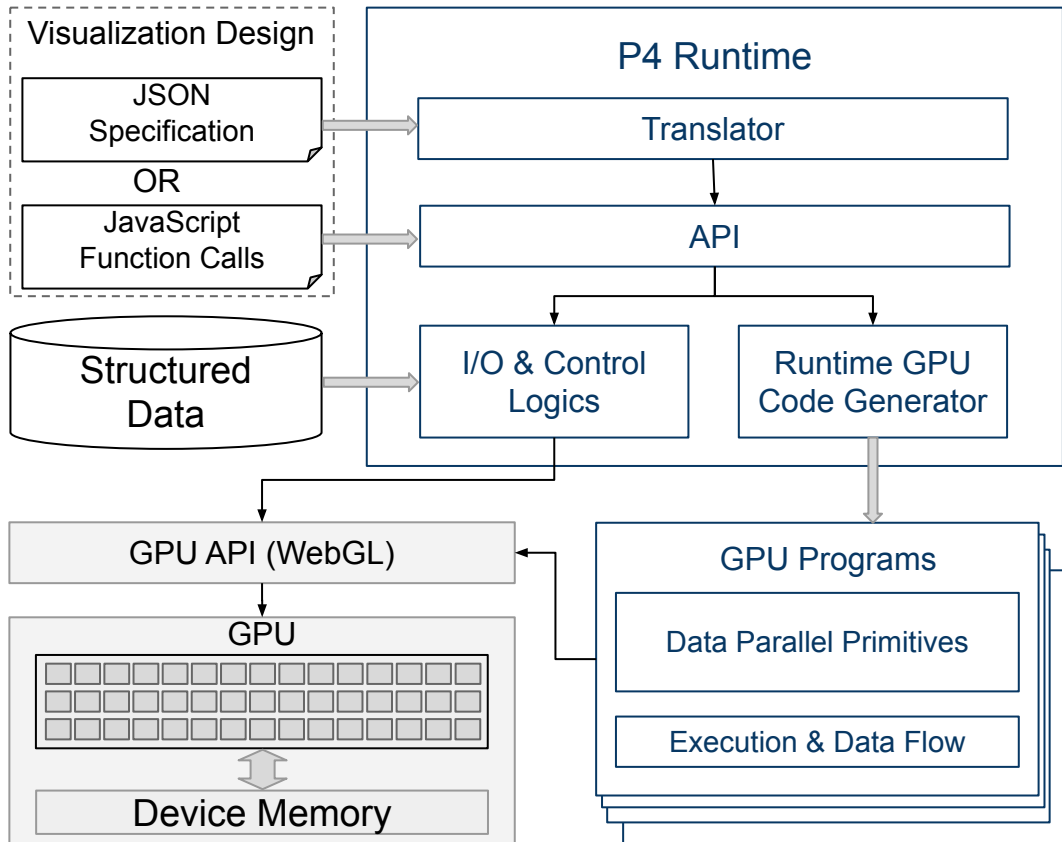 Visualization Design
JSON
Specification
OR
JavaScript
Function Calls
Structured
Data
P4 Runtime
Translator
API
I/O & Control
Logics
Runtime GPU
Code Generator
GPU API (WebGL)
GPU
Device Memory
GPU Programs
Data Parallel Primitives
Execution & Data Flow